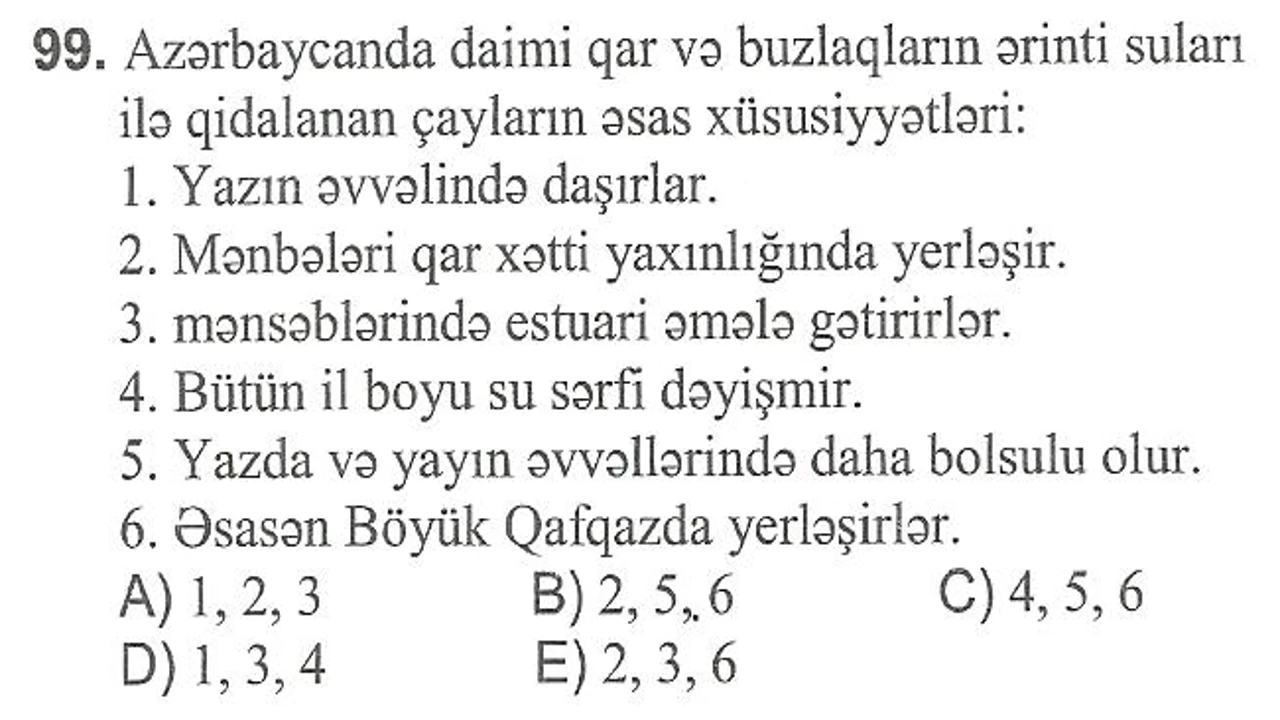 99. Azərbaycanda daimi qar və buzlaqların ərinti suları
ilə qidalanan çayların əsas xüsusiyyətləri:
1. Yazın əvvəlində daşırlar.
2. Mənbələri qar xətti yaxınlığında yerləşir.
3. mənsəblərində estuari əmələ gətirirlər.
4. Bütün il boyu su sərfi dəyişmir.
5. Yazda və yayın əvvəllərində daha bolsulu olur.
6. Əsasən Böyük Qafqazda yerləşirlər.
A) 1, 2, 3 B) 2, 5, 6 C) 4, 5, 6
D) 1, 3, 4 E) 2, 3, 6